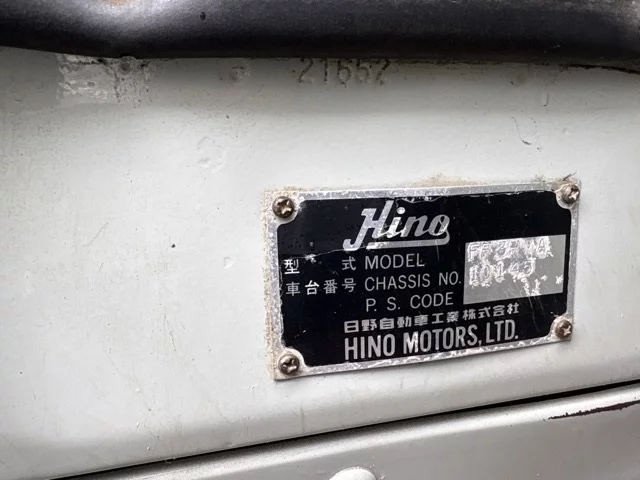 21652
Hino
型 式 MODEL
車台番号 CHASSIS NO.
P. S. CODE
日野自動車工業株式会社
HINO MOTORS, LTD.